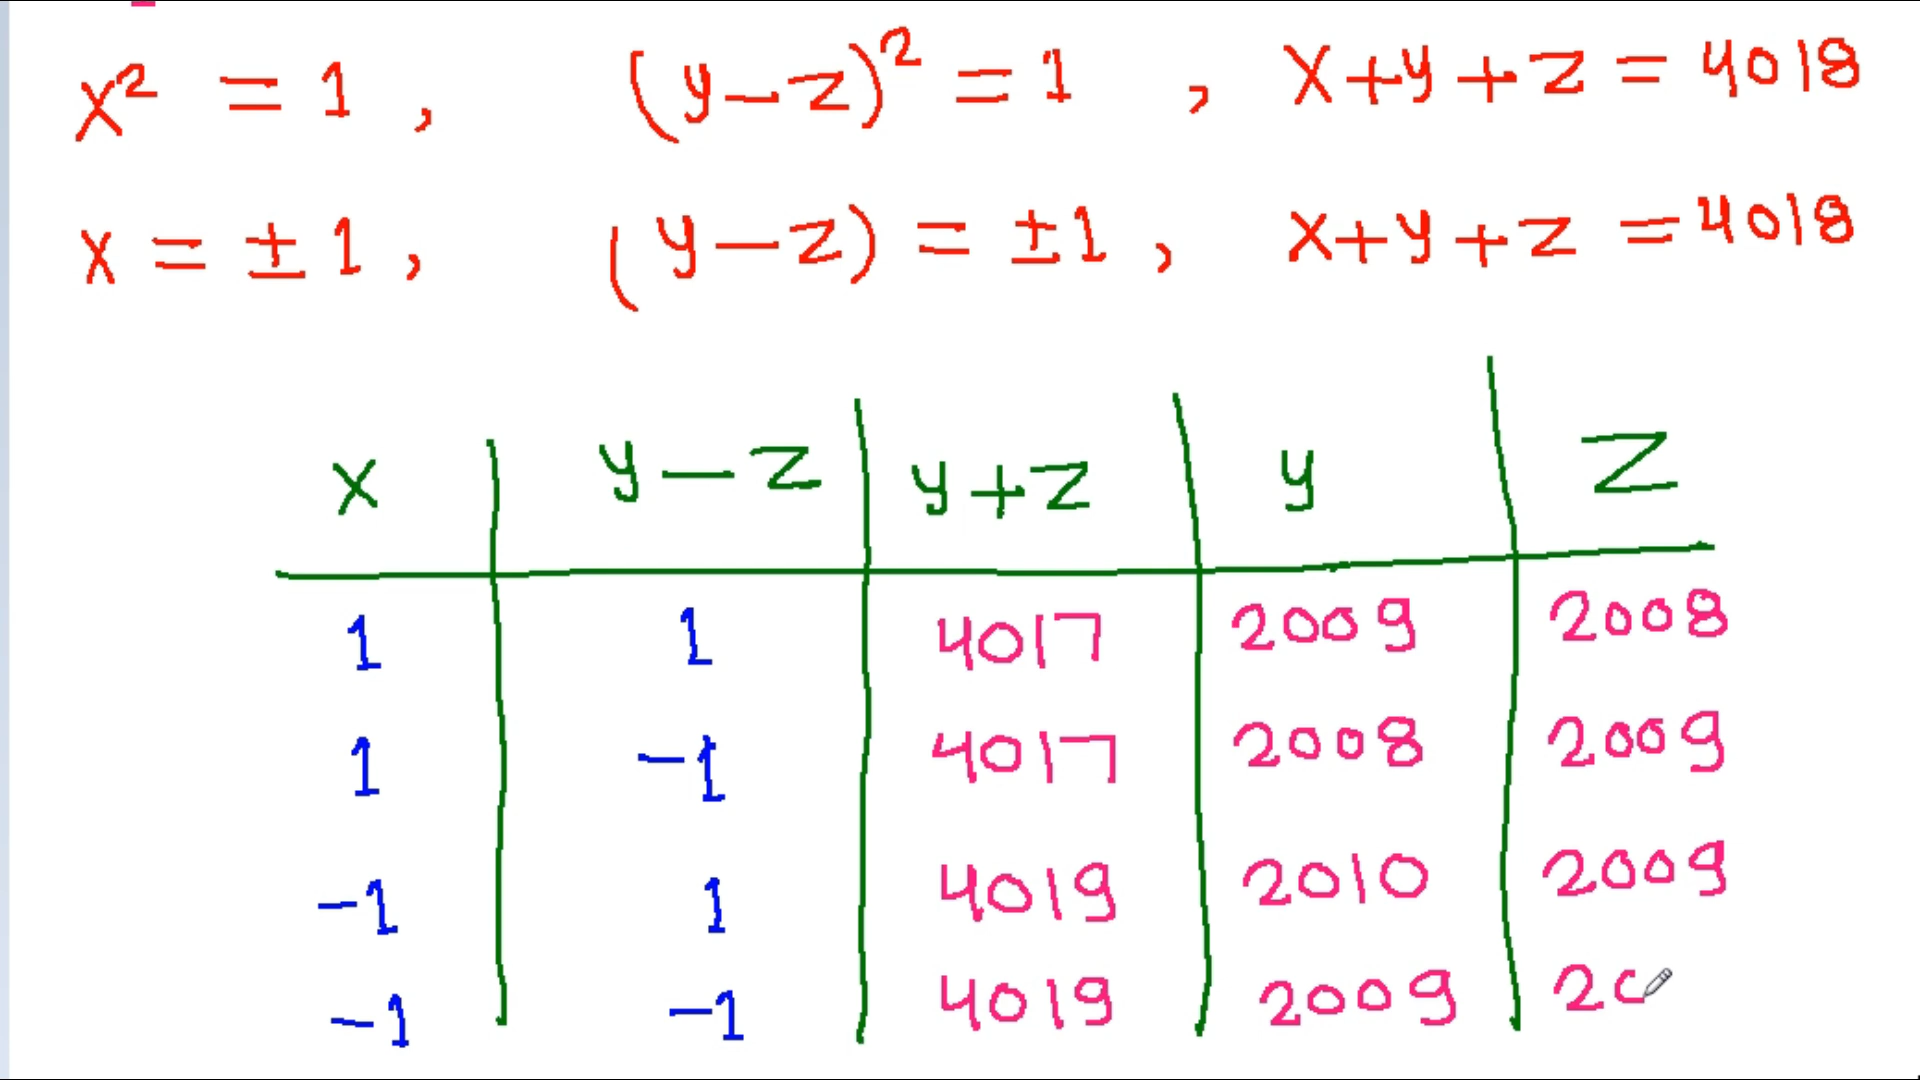 x² = 1 , (y – z)² = 1 , x + y + z = 4018
x = ± 1 , (y – z) = ± 1 , x + y + z = 4018
x y – z y + z y z
1 1 4017 2009 2008
1 –1 4017 2008 2009
–1 1 4019 2010 2009
–1 –1 4019 2009